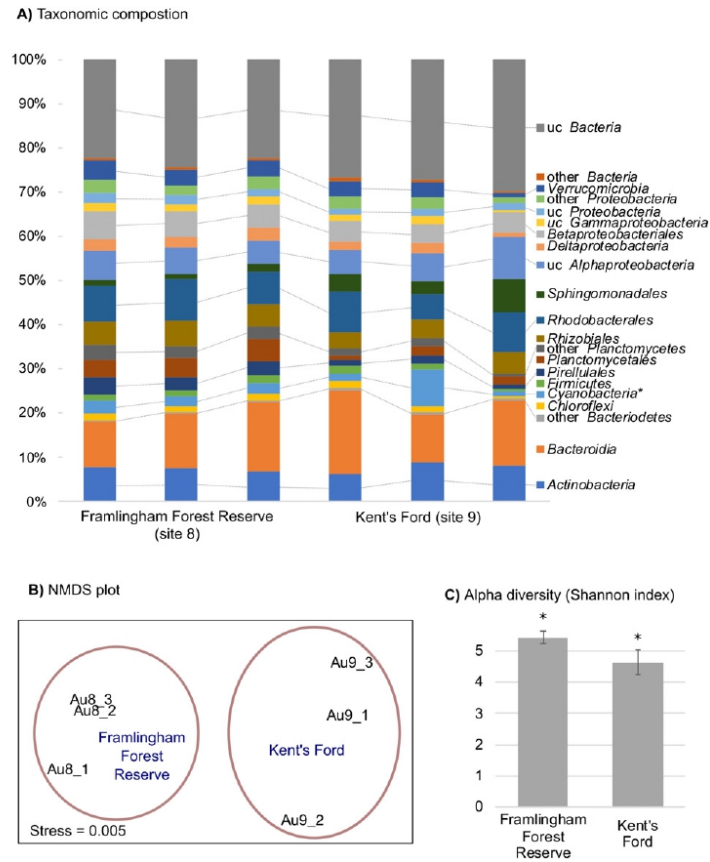 A) Taxonomic compostion
100%
90%
80%
70%
60%
50%
40%
30%
20%
10%
0%
uc Bacteria
other Bacteria
Verrucomicrobia
other Proteobacteria
uc Proteobacteria
uc Gammaproteobacteria
Betaproteobacteriales
Deltaproteobacteria
uc Alphaproteobacteria
Sphingomonadales
Rhodobacterales
Rhizobiales
other Planctomycetes
Planctomycetales
Pirellulales
Firmicutes
Cyanobacteria*
Chloroflexi
other Bacteriodetes
Bacteroidia
Actinobacteria
Framlingham Forest Reserve
(site 8)
Kent's Ford (site 9)
B) NMDS plot
Au8_3
Au8_2
Framlingham
Forest
Reserve
Au8_1
Au9_3
Au9_1
Kent's Ford
Au9_2
Stress = 0.005
C) Alpha diversity (Shannon index)
*
*
5
4
3
2
1
0
Framlingham
Forest
Reserve
Kent's
Ford